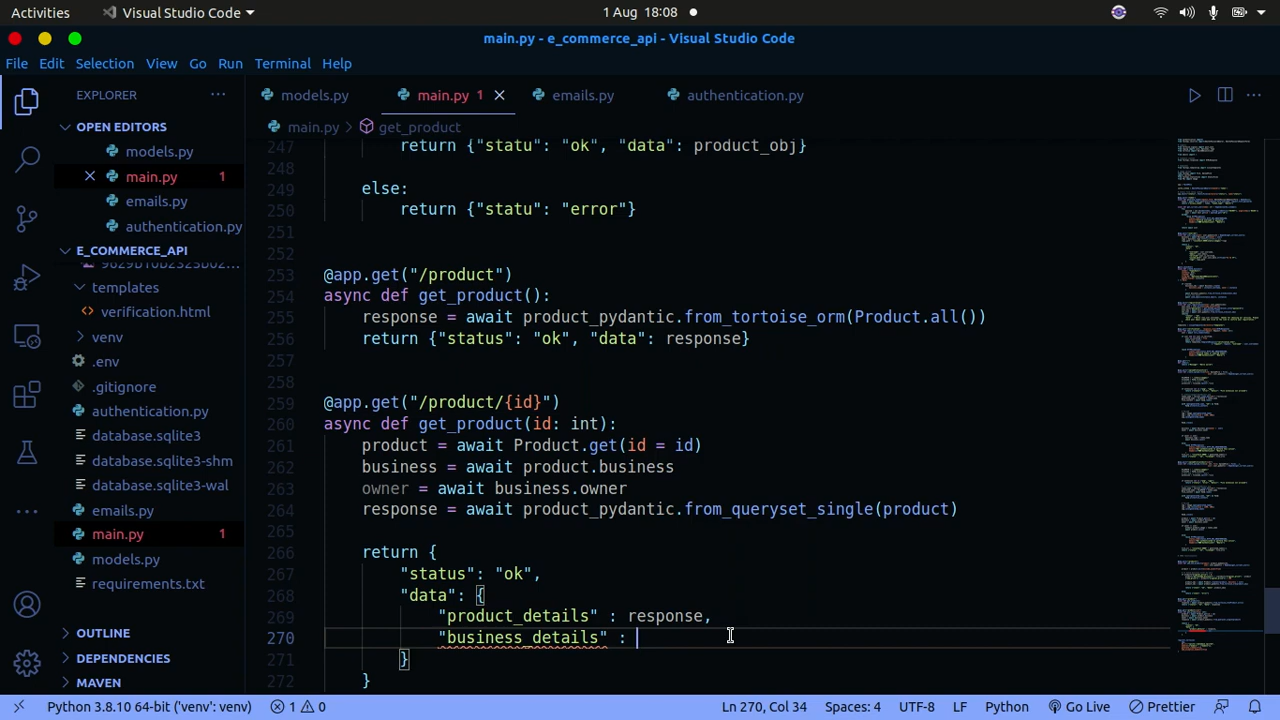 Activities
Visual Studio Code
1 Aug 18:08
main.py - e_commerce_api - Visual Studio Code
File Edit Selection View Go Run Terminal Help
EXPLORER
OPEN EDITORS
models.py
main.py 1
emails.py
authentication.py
E_COMMERCE_API
templates
verification.html
venv
.env
.gitignore
authentication.py
database.sqlite3
database.sqlite3-shm
database.sqlite3-wal
emails.py
main.py 1
models.py
requirements.txt
OUTLINE
DEPENDENCIES
MAVEN
models.py main.py 1 emails.py authentication.py
main.py > get_product
247 return {"statu": "ok", "data": product_obj}
248
249 else:
250 return {"statu": "error"}
251
252
253 @app.get("/product")
254 async def get_product():
255 response = await product_pydantic.from_tortoise_orm(Product.all())
256 return {"status": "ok", "data": response}
257
258
259 @app.get("/product/{id}")
260 async def get_product(id: int):
261 product = await Product.get(id = id)
262 business = await product.business
263 owner = await business.owner
264 response = await product_pydantic.from_queryset_single(product)
265
266 return {
267 "status": "ok",
268 "data": {
269 "product_details" : response,
270 "business_details" :
271 }
272 }
Python 3.8.10 64-bit ('venv': venv) 1 0 Ln 270, Col 34 Spaces: 4 UTF-8 LF Python Go Live Prettier